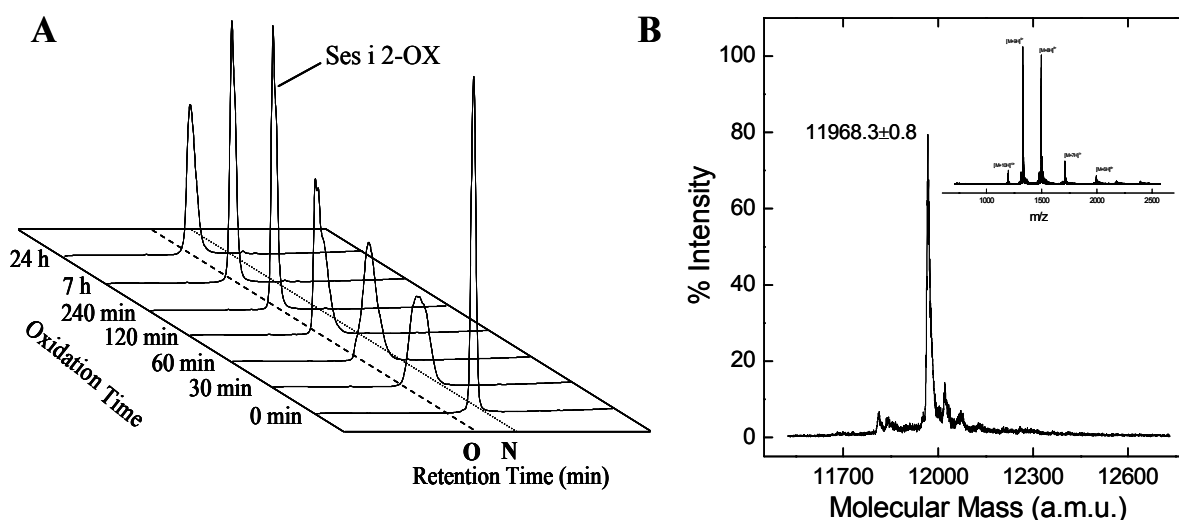 A
Ses i 2-OX
24 h
7 h
240 min
120 min
60 min
30 min
0 min
Oxidation Time
O N
Retention Time (min)
B
% Intensity
100
80
60
40
20
0
11968.3±0.8
1000 1500 2000 2500
m/z
11700 12000 12300 12600
Molecular Mass (a.m.u.)